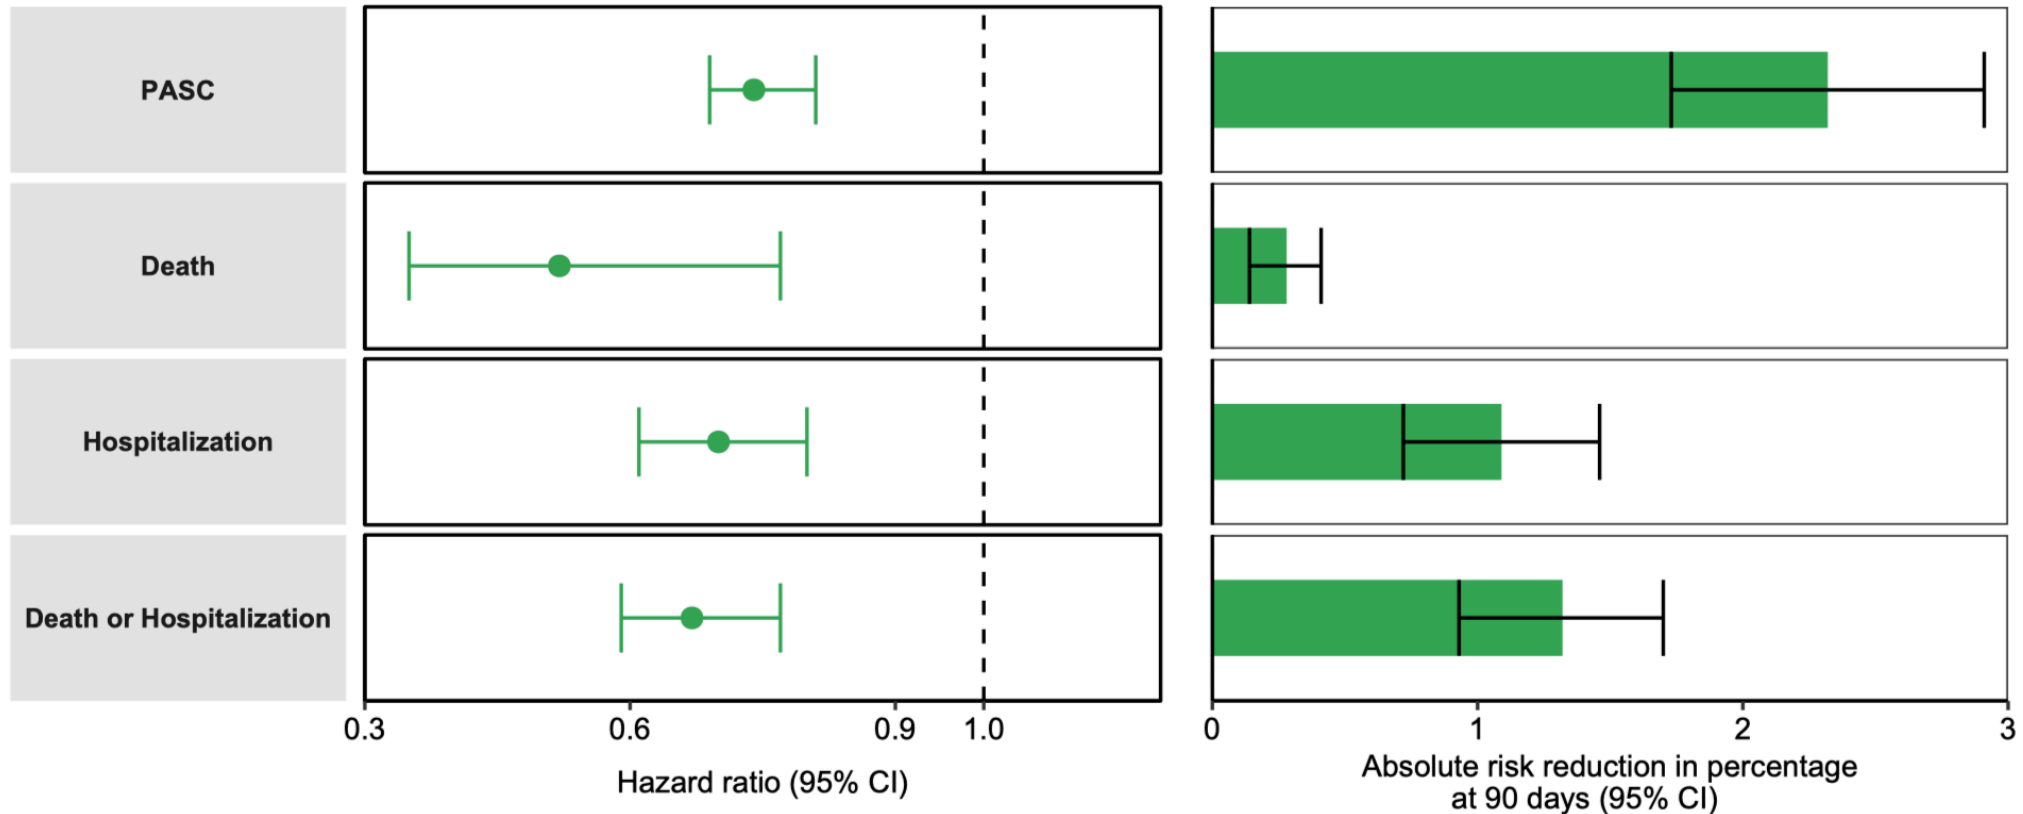 PASC
Death
Hospitalization
Death or Hospitalization
0.3 0.6 0.9 1.0
Hazard ratio (95% CI)
0 1 2 3
Absolute risk reduction in percentage
at 90 days (95% CI)